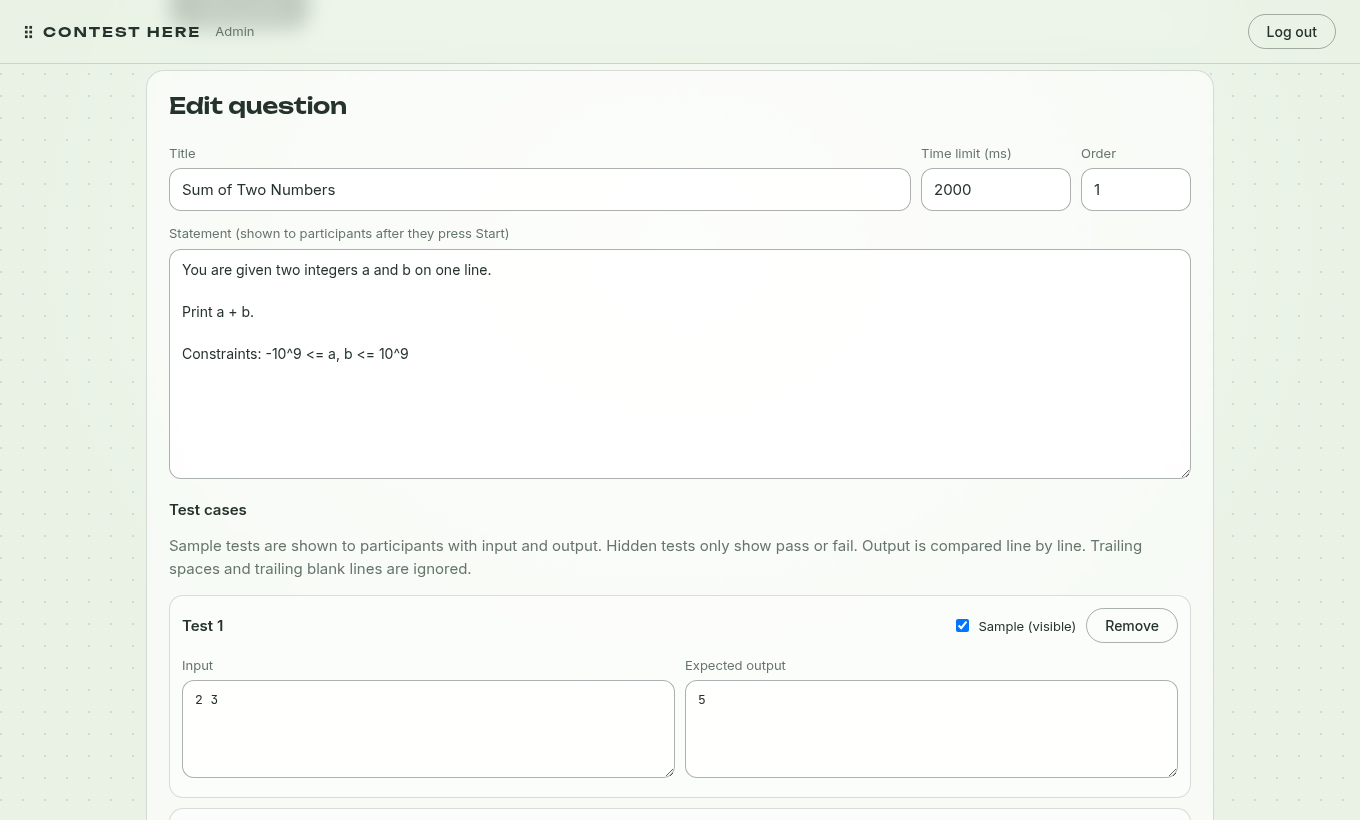 CONTEST HERE Admin Log out
Edit question
Title Time limit (ms) Order
Sum of Two Numbers 2000 1
Statement (shown to participants after they press Start)
You are given two integers a and b on one line.
Print a + b.
Constraints: -10^9 <= a, b <= 10^9
Test cases
Sample tests are shown to participants with input and output. Hidden tests only show pass or fail. Output is compared line by line. Trailing
spaces and trailing blank lines are ignored.
Test 1 Sample (visible) Remove
Input Expected output
2 3 5